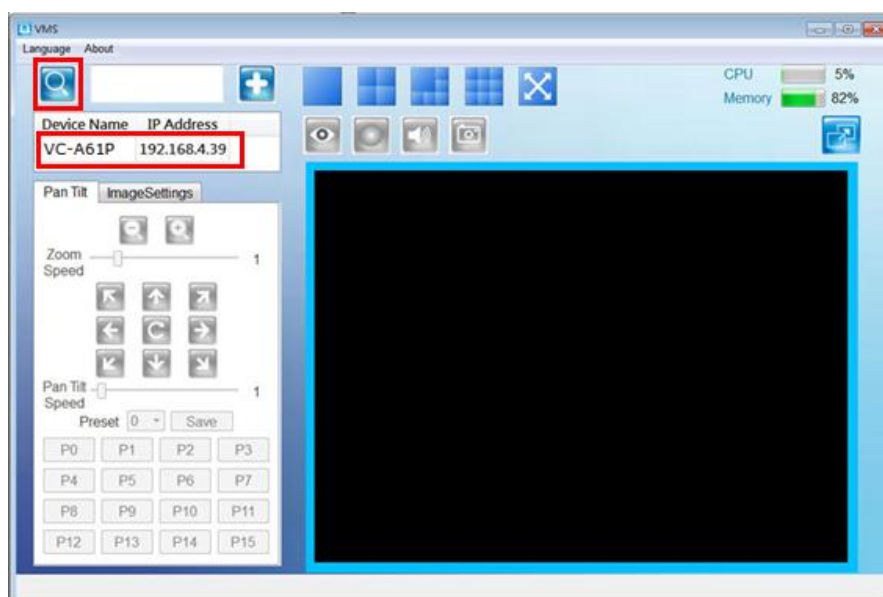 VMS
Language About
CPU 5%
Memory 82%
Device Name IP Address
VC-A61P 192.168.4.39
Pan Tilt ImageSettings
Zoom Speed 1
Pan Tilt Speed 1
Preset 0 Save
P0 P1 P2 P3
P4 P5 P6 P7
P8 P9 P10 P11
P12 P13 P14 P15